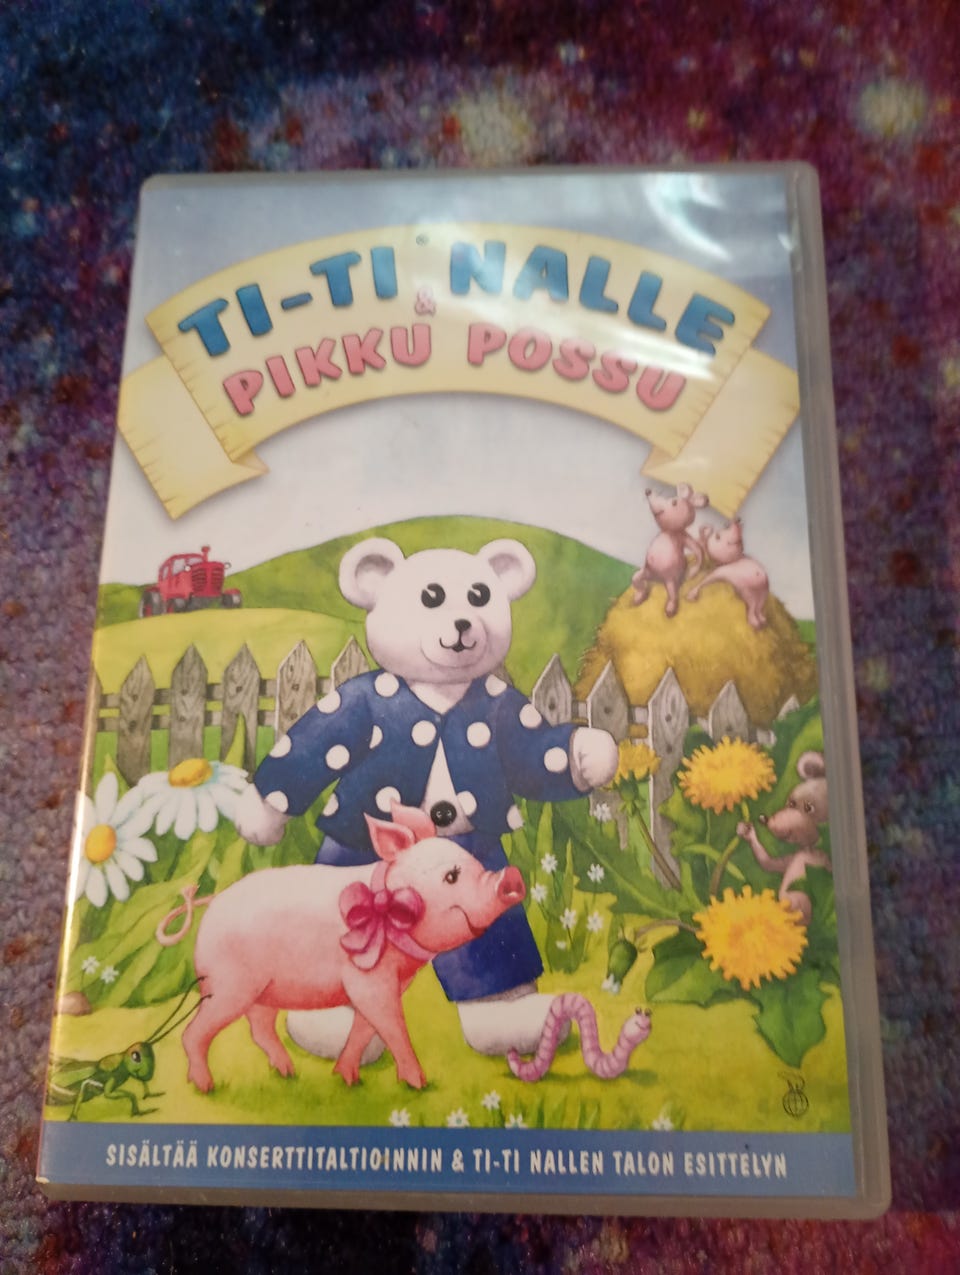 TI-TI® NALLE
&
PIKKU POSSU
SISÄLTÄÄ KONSERTTITALTIOINNIN & TI-TI NALLEN TALON ESITTELYN